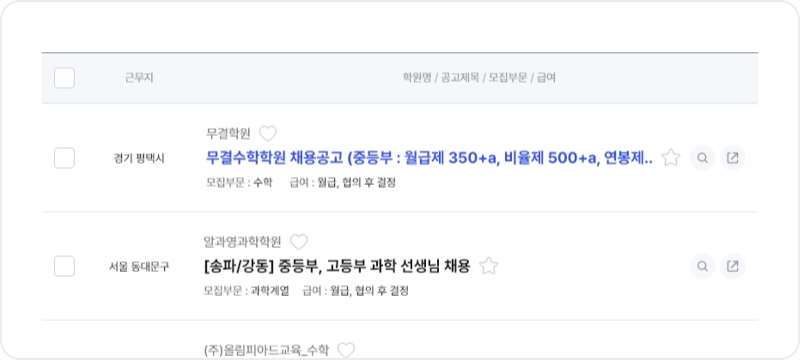 근무지 학원명 / 공고제목 / 모집부문 / 급여
무결학원
경기 평택시 무결수학학원 채용공고 (중등부 : 월급제 350+a, 비율제 500+a, 연봉제..
모집부문 : 수학 급여 : 월급, 협의 후 결정
알과영과학학원
서울 동대문구 [송파/강동] 중등부, 고등부 과학 선생님 채용
모집부문 : 과학계열 급여 : 월급, 협의 후 결정
(주)올림피아드교육_수학